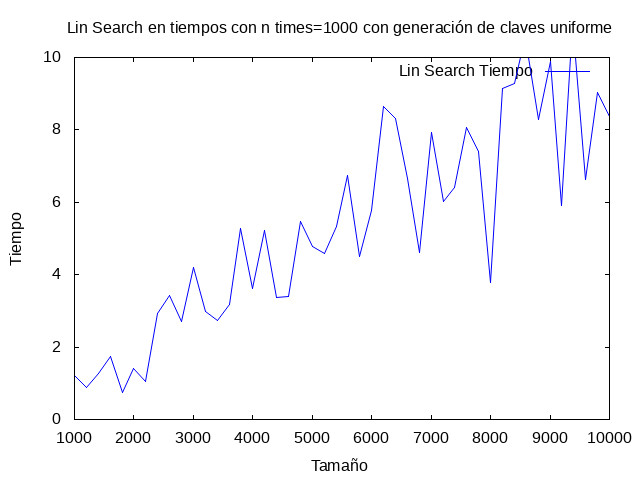 Lin Search en tiempos con n times=1000 con generación de claves uniforme
Lin Search Tiempo
10
8
6
4
2
0
Tiempo
1000 2000 3000 4000 5000 6000 7000 8000 9000 10000
Tamaño